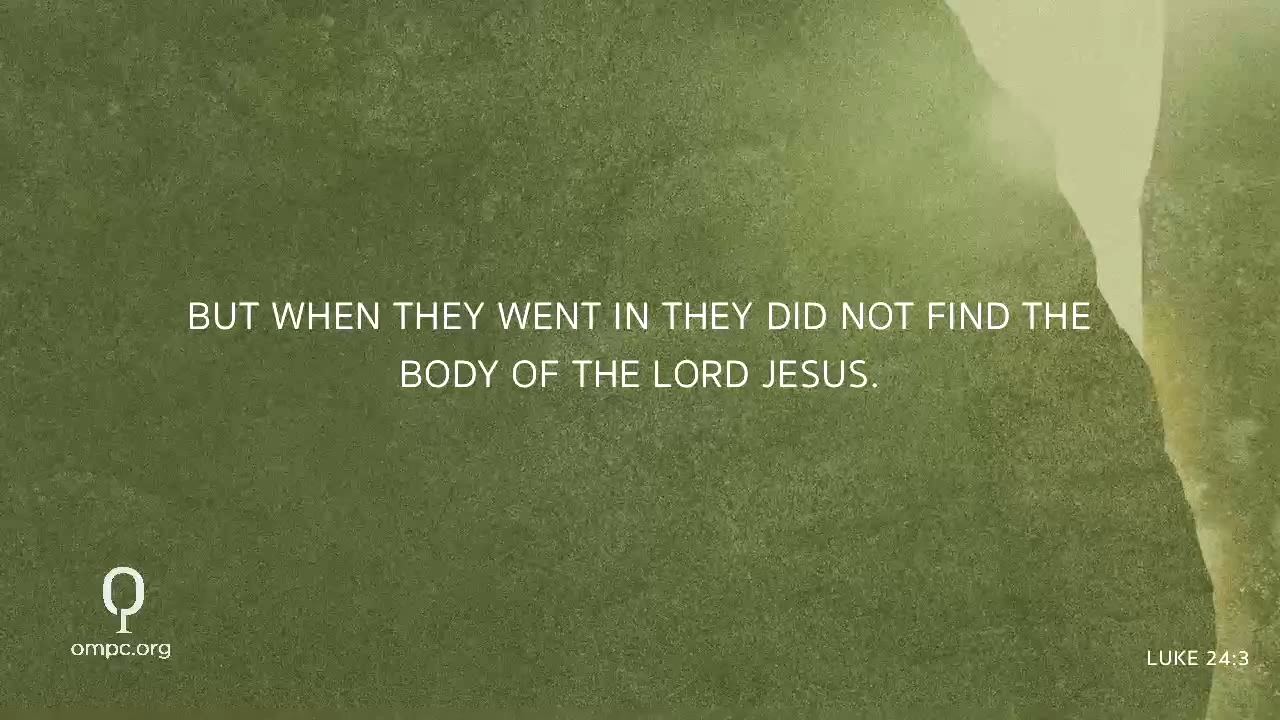 BUT WHEN THEY WENT IN THEY DID NOT FIND THE
BODY OF THE LORD JESUS.
ompc.org
LUKE 24:3